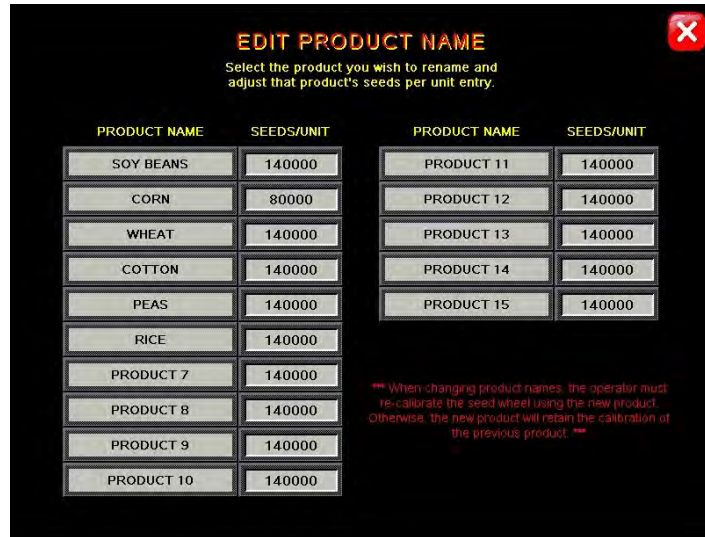 EDIT PRODUCT NAME
Select the product you wish to rename and
adjust that product's seeds per unit entry.
PRODUCT NAME SEEDS/UNIT
SOY BEANS 140000
CORN 80000
WHEAT 140000
COTTON 140000
PEAS 140000
RICE 140000
PRODUCT 7 140000
PRODUCT 8 140000
PRODUCT 9 140000
PRODUCT 10 140000
PRODUCT NAME SEEDS/UNIT
PRODUCT 11 140000
PRODUCT 12 140000
PRODUCT 13 140000
PRODUCT 14 140000
PRODUCT 15 140000
*** When changing product names, the operator must
re-calibrate the seed wheel using the new product.
Otherwise, the new product will retain the calibration of
the previous product. ***